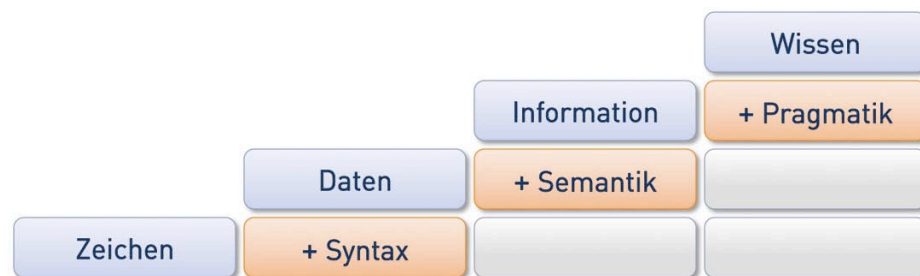 Wissen
Information
+ Pragmatik
Daten
+ Semantik
Zeichen
+ Syntax